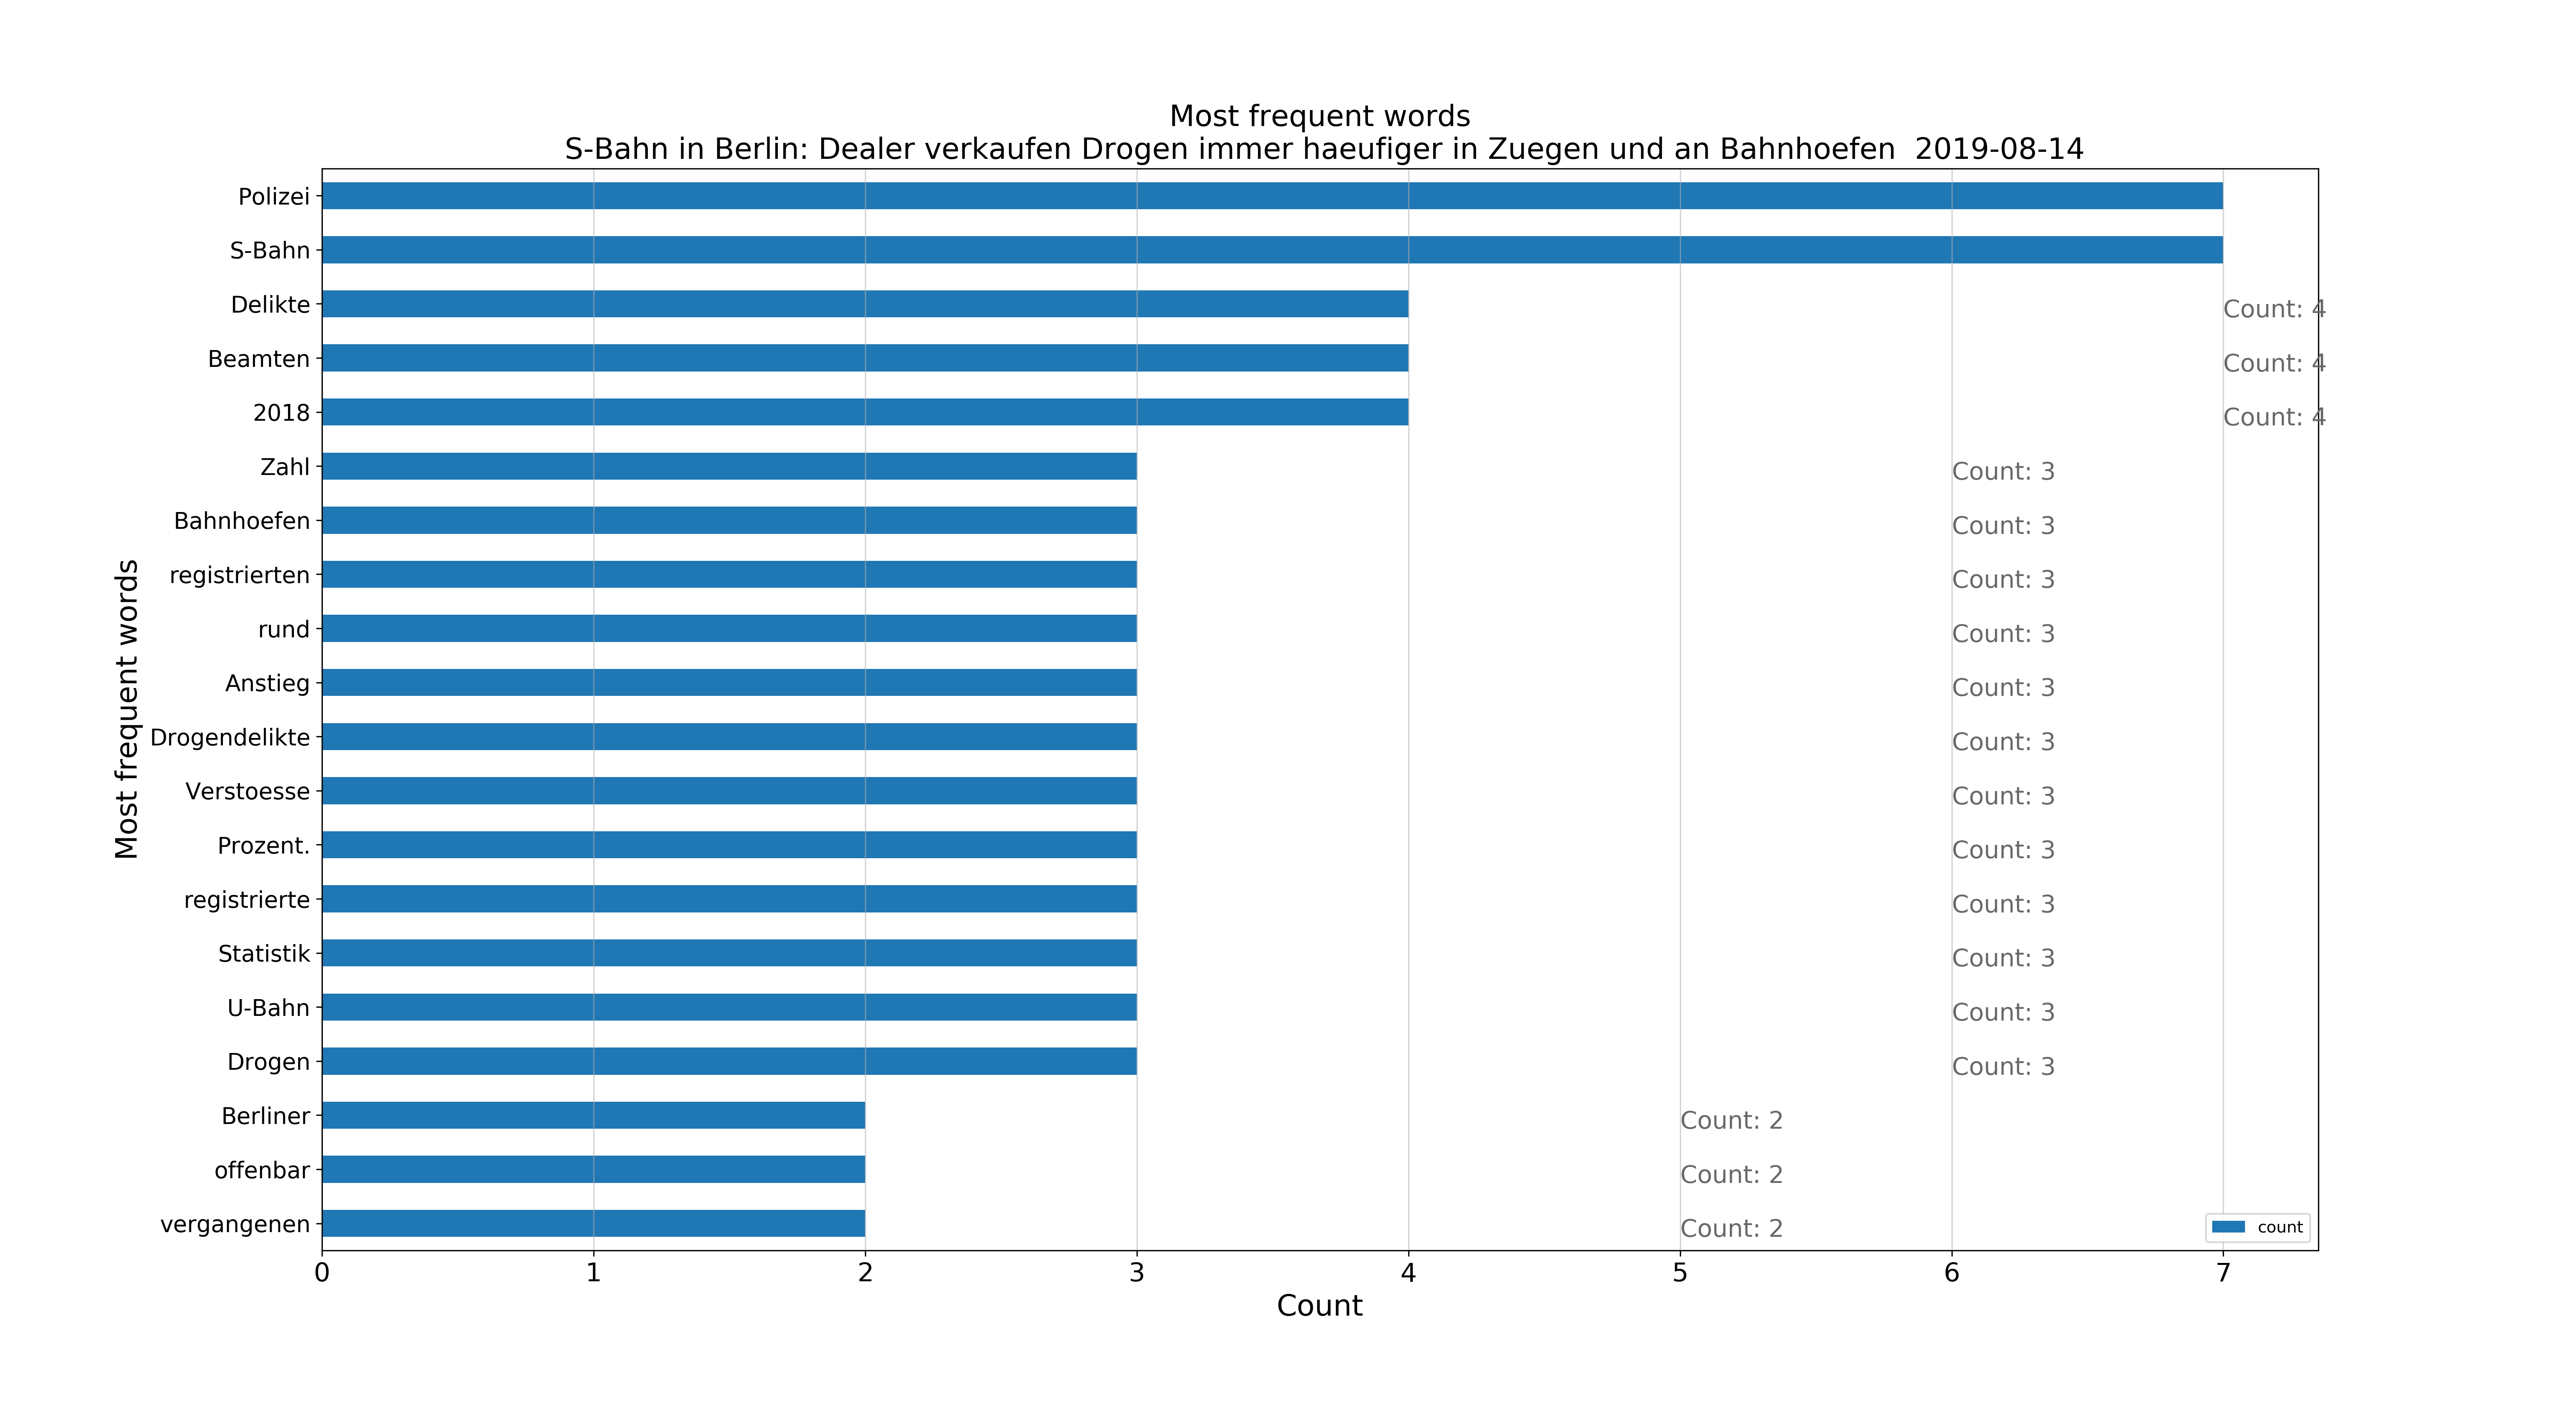 Most frequent words
S-Bahn in Berlin: Dealer verkaufen Drogen immer haeufiger in Zuegen und an Bahnhoefen  2019-08-14
Most frequent words
Polizei
S-Bahn
Delikte Count: 4
Beamten Count: 4
2018 Count: 4
Zahl Count: 3
Bahnhoefen Count: 3
registrierten Count: 3
rund Count: 3
Anstieg Count: 3
Drogendelikte Count: 3
Verstoesse Count: 3
Prozent. Count: 3
registrierte Count: 3
Statistik Count: 3
U-Bahn Count: 3
Drogen Count: 3
Berliner Count: 2
offenbar Count: 2
vergangenen Count: 2
count
0 1 2 3 4 5 6 7
Count